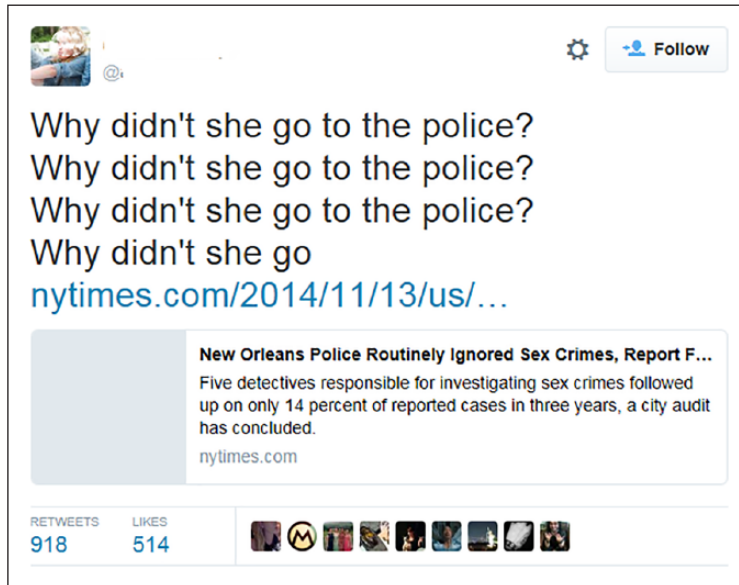 @
Follow
Why didn't she go to the police?
Why didn't she go to the police?
Why didn't she go to the police?
Why didn't she go
nytimes.com/2014/11/13/us/...
New Orleans Police Routinely Ignored Sex Crimes, Report F...
Five detectives responsible for investigating sex crimes followed
up on only 14 percent of reported cases in three years, a city audit
has concluded.
nytimes.com
RETWEETS LIKES
918 514
M